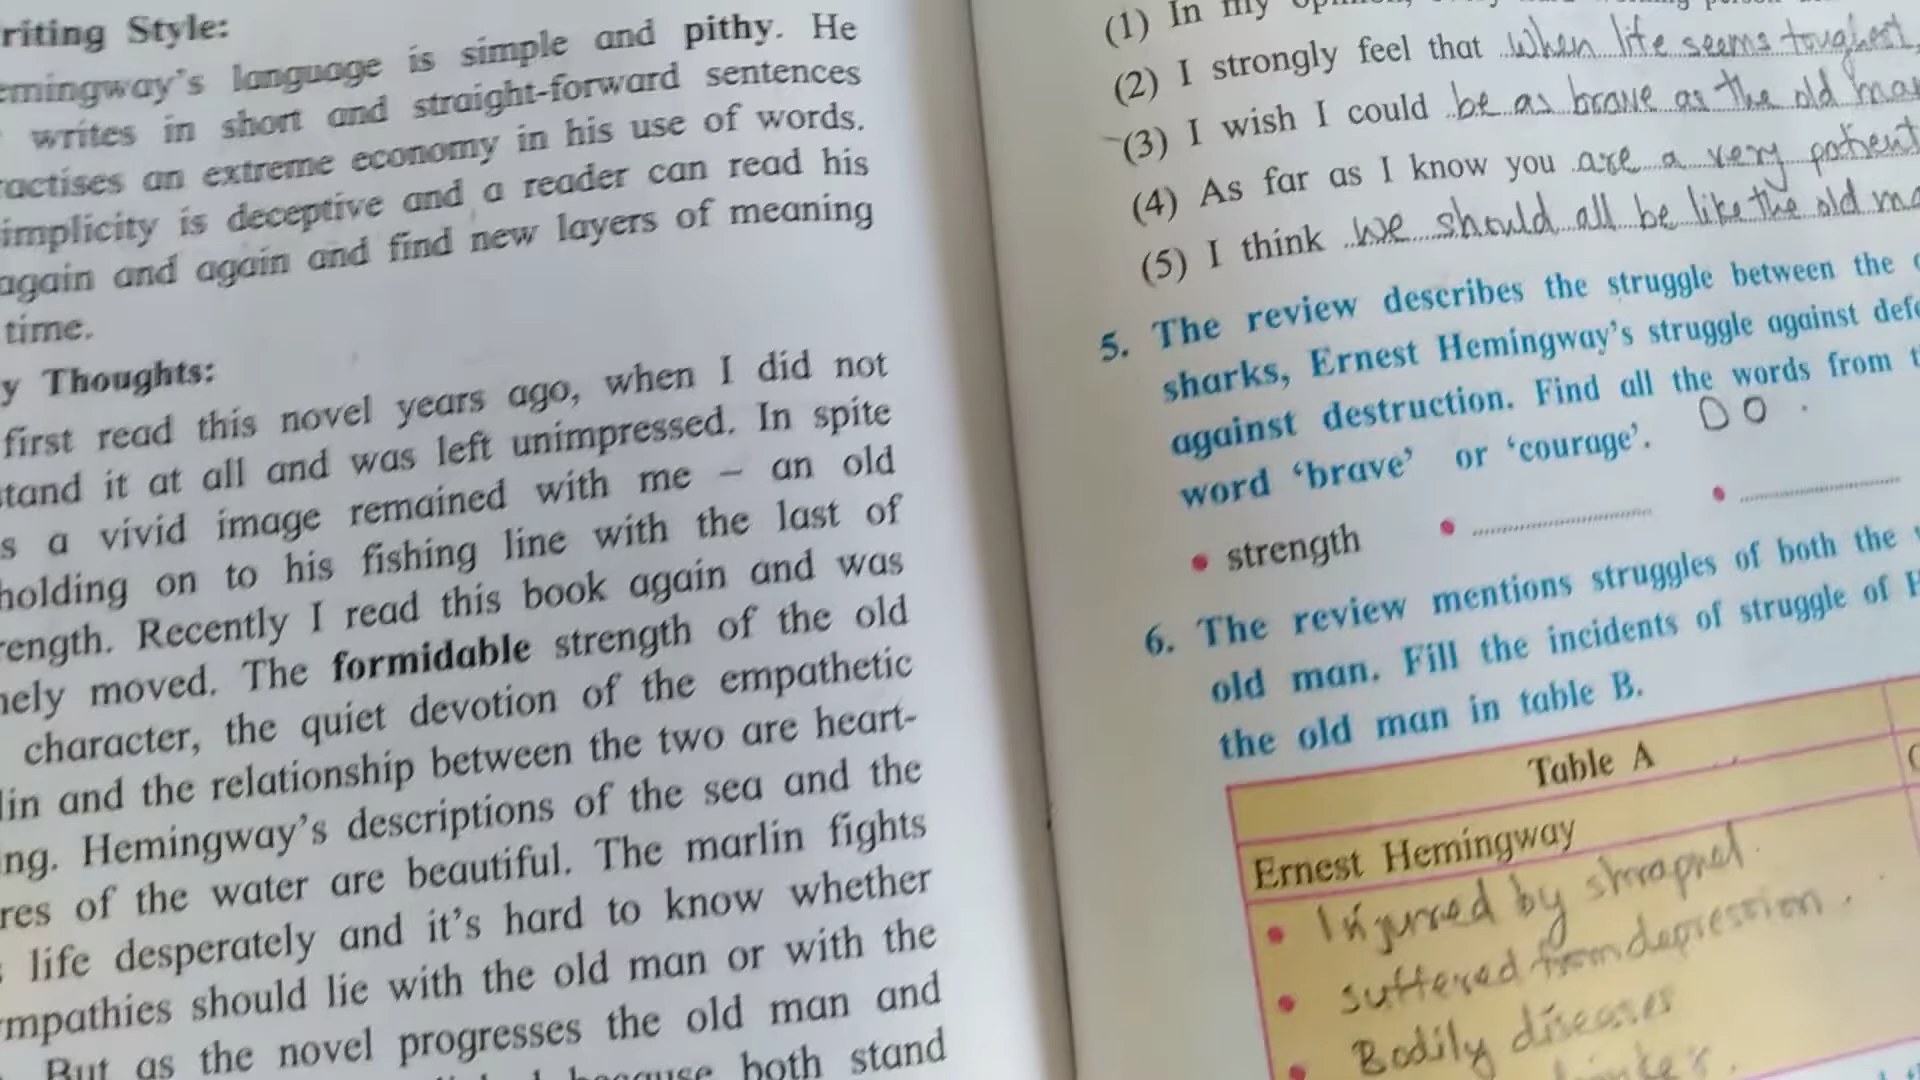 riting Style:
emingway's language is simple and pithy. He
writes in short and straight-forward sentences
ractises an extreme economy in his use of words.
implicity is deceptive and a reader can read his
again and again and find new layers of meaning
time.
y Thoughts:
first read this novel years ago, when I did not
stand it at all and was left unimpressed. In spite
s a vivid image remained with me – an old
holding on to his fishing line with the last of
rength. Recently I read this book again and was
nely moved. The formidable strength of the old
character, the quiet devotion of the empathetic
lin and the relationship between the two are heart-
ng. Hemingway's descriptions of the sea and the
res of the water are beautiful. The marlin fights
life desperately and it's hard to know whether
mpathies should lie with the old man or with the
But as the novel progresses the old man and
because both stand
(1) In my
(2) I strongly feel that When life seems toughest,
(3) I wish I could be as brave as the old man
(4) As far as I know you are a very patient
(5) I think we should all be like the old ma
5. The review describes the struggle between the
sharks, Ernest Hemingway's struggle against defe
against destruction. Find all the words from t
word 'brave' or 'courage'. DO.
• strength • •
6. The review mentions struggles of both the
old man. Fill the incidents of struggle of
the old man in table B.
Table A
Ernest Hemingway
• Injured by shrapnel.
• suffered from depression.
• Bodily diseases